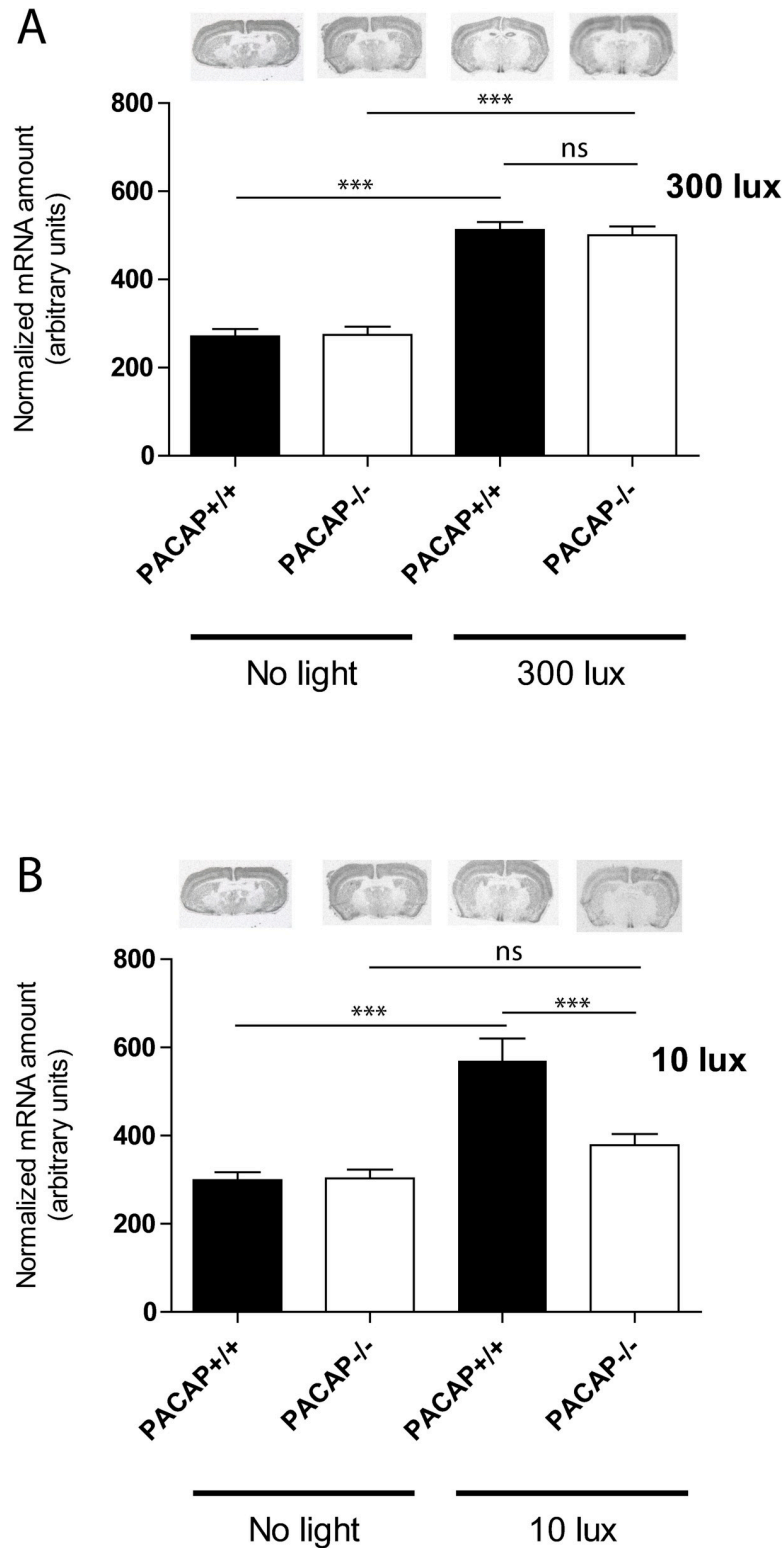 A
***
ns
***
300 lux
800
600
400
200
0
Normalized mRNA amount
(arbitrary units)
PACAP+/+
PACAP-/-
PACAP+/+
PACAP-/-
No light
300 lux
B
ns
***
***
10 lux
800
600
400
200
0
Normalized mRNA amount
(arbitrary units)
PACAP+/+
PACAP-/-
PACAP+/+
PACAP-/-
No light
10 lux